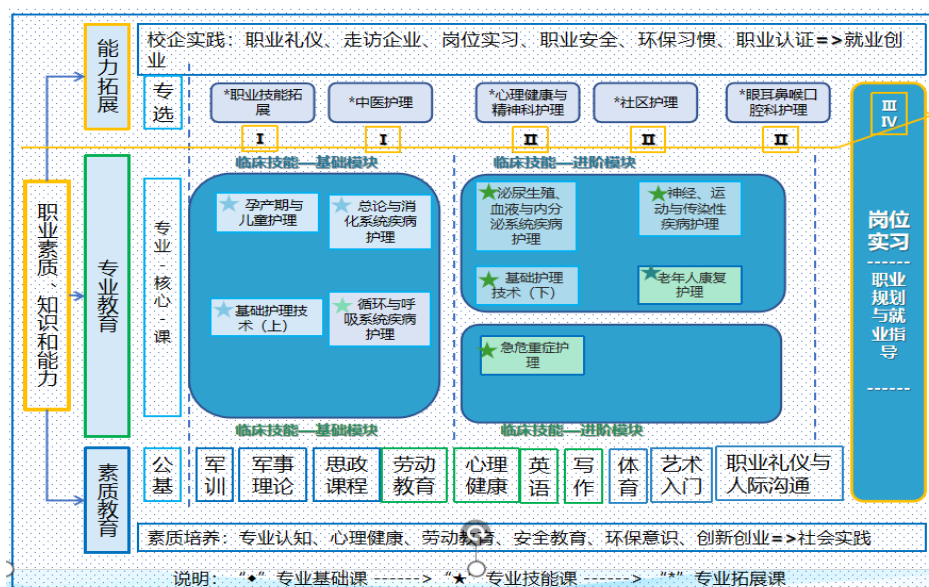 能力拓展
校企实践：职业礼仪、走访企业、岗位实习、职业安全、环保习惯、职业认证=>就业创
业
专选
*职业技能拓
展
*中医护理
*心理健康与
精神科护理
*社区护理
*眼耳鼻喉口
腔科护理
I
I
II
II
II
III
IV
临床技能—基础模块
临床技能—进阶模块
职业素质、知识和能力
专业教育
专业-核心-课
孕产期与
儿童护理
总论与消
化系统疾病
护理
基础护理技
术（上）
循环与呼
吸系统疾病
护理
泌尿生殖、
血液与内分
泌系统疾病
护理
神经、运
动与传染性
疾病护理
基础护理
技术（下）
老年人康复
护理
急危重症护
理
岗位
实习
职业
规划
与就
业指
导
临床技能—基础模块
临床技能—进阶模块
素质教育
公基
军训
军事
理论
思政
课程
劳动
教育
心理
健康
英语
写作
体育
艺术
入门
职业礼仪与
人际沟通
素质培养：专业认知、心理健康、劳动教育、安全教育、环保意识、创新创业=>社会实践
说明：“◆”专业基础课 ------> “★”专业技能课 ------> “*”专业拓展课